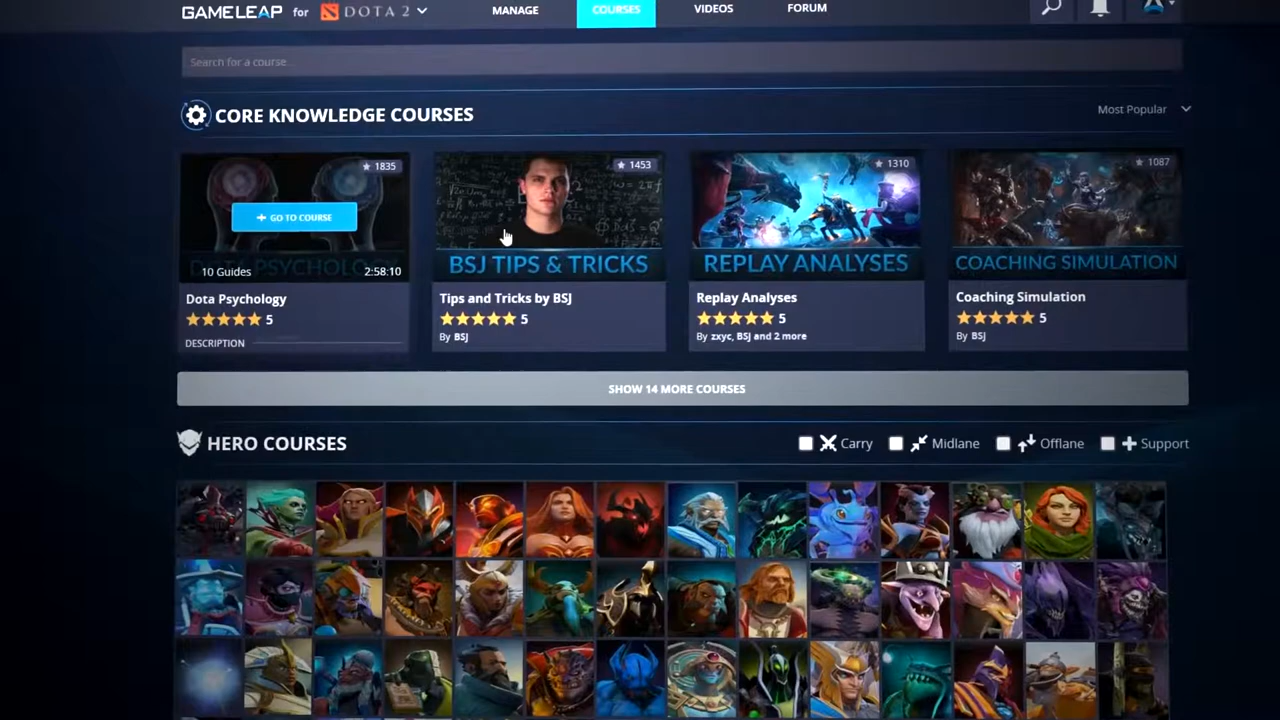 GAMELEAP for DOTA 2 MANAGE COURSES VIDEOS FORUM
Search for a course...
CORE KNOWLEDGE COURSES Most Popular
1835 1453 1310 1087
+ GO TO COURSE
BSJ TIPS & TRICKS REPLAY ANALYSES COACHING SIMULATION
DOTA PSYCHOLOGY
10 Guides 2:58:10
Dota Psychology Tips and Tricks by BSJ Replay Analyses Coaching Simulation
5 5 5 5
DESCRIPTION By BSJ By zxyc, BSJ and 2 more By BSJ
SHOW 14 MORE COURSES
HERO COURSES Carry Midlane Offlane Support